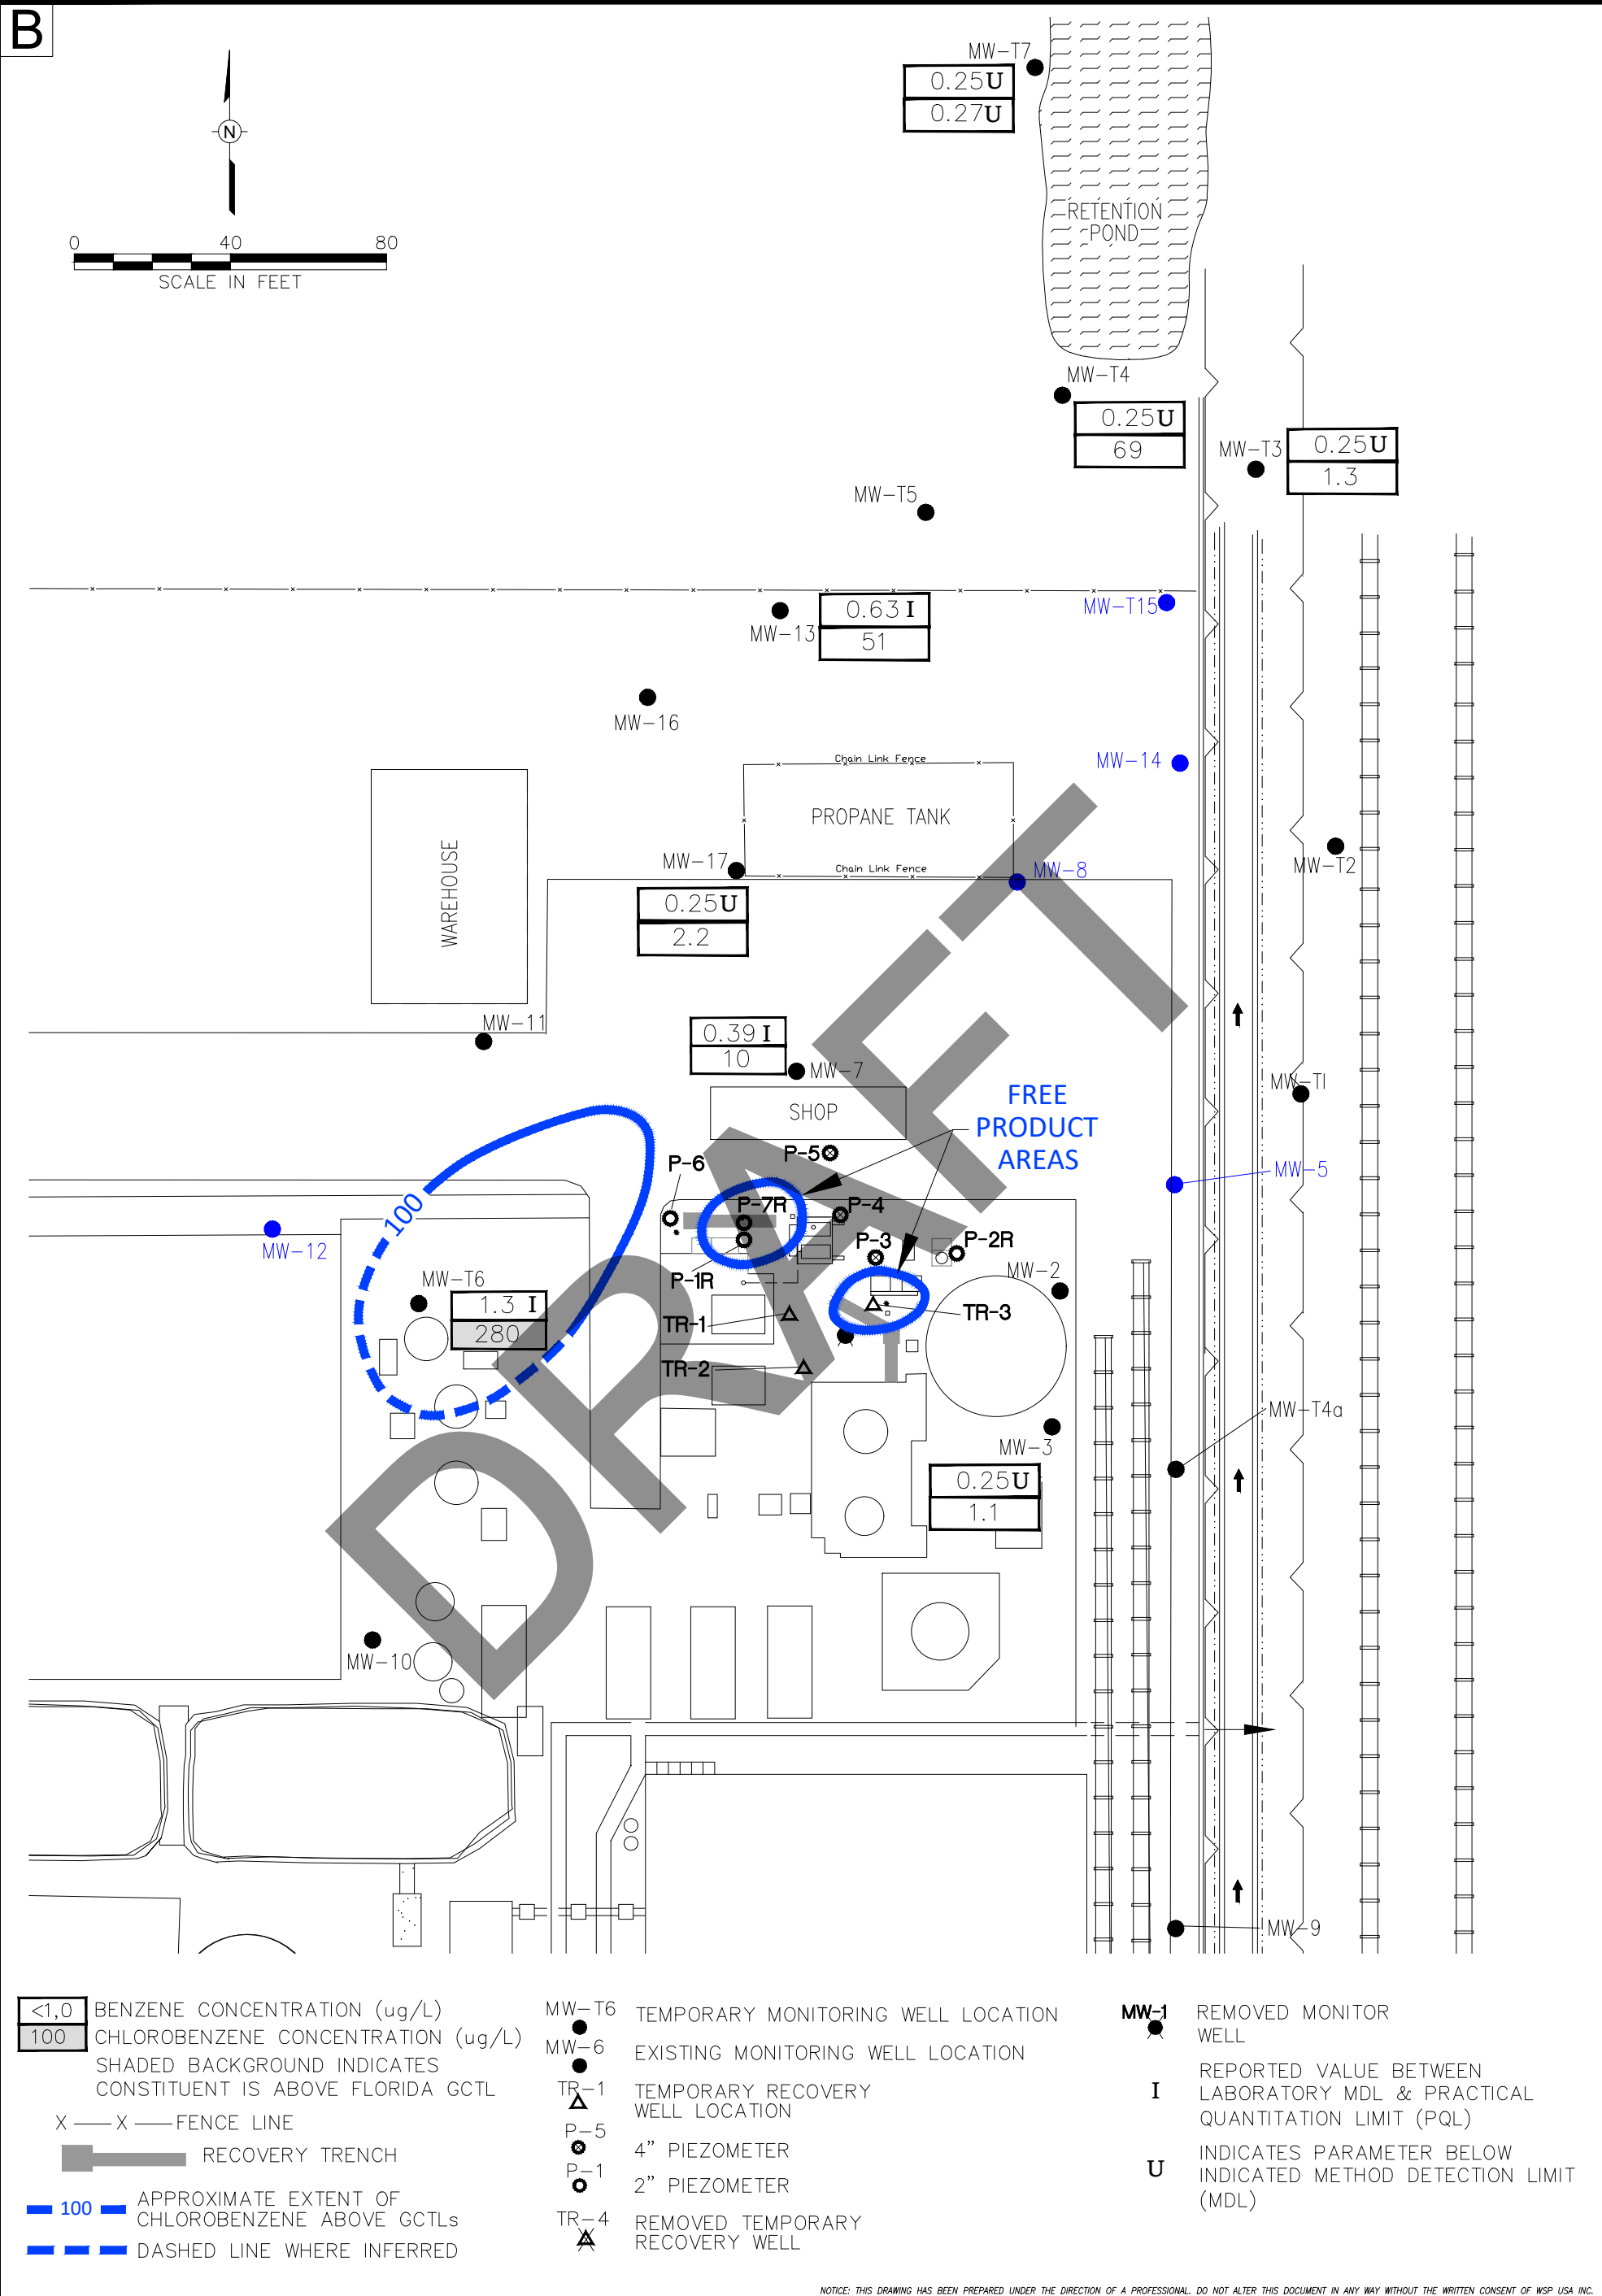 B
N
0 40 80
SCALE IN FEET
MW-T7
0.25U
0.27U
RETENTION
POND
MW-T4
0.25U
69
MW-T3
0.25U
1.3
MW-T5
MW-13
0.63 I
51
MW-T15
MW-16
MW-14
Chain Link Fence
PROPANE TANK
Chain Link Fence
WAREHOUSE
MW-17
0.25U
2.2
MW-8
MW-T2
MW-11
0.39 I
10
MW-7
SHOP
FREE
PRODUCT
AREAS
MW-T1
MW-5
P-5
P-6
P-7R
P-4
P-3
P-2R
P-1R
MW-2
100
MW-12
MW-T6
1.3 I
280
TR-1
TR-3
TR-2
MW-T4a
MW-3
0.25U
1.1
MW-10
MW-9
DRAFT
<1,0 BENZENE CONCENTRATION (ug/L)
100 CHLOROBENZENE CONCENTRATION (ug/L)
SHADED BACKGROUND INDICATES
CONSTITUENT IS ABOVE FLORIDA GCTL
X — X — FENCE LINE
RECOVERY TRENCH
100 APPROXIMATE EXTENT OF
CHLOROBENZENE ABOVE GCTLs
DASHED LINE WHERE INFERRED
MW-T6 TEMPORARY MONITORING WELL LOCATION
MW-6 EXISTING MONITORING WELL LOCATION
TR-1 TEMPORARY RECOVERY
WELL LOCATION
P-5 4" PIEZOMETER
P-1 2" PIEZOMETER
TR-4 REMOVED TEMPORARY
RECOVERY WELL
MW-1 REMOVED MONITOR
WELL
I REPORTED VALUE BETWEEN
LABORATORY MDL & PRACTICAL
QUANTITATION LIMIT (PQL)
U INDICATES PARAMETER BELOW
INDICATED METHOD DETECTION LIMIT
(MDL)
NOTICE: THIS DRAWING HAS BEEN PREPARED UNDER THE DIRECTION OF A PROFESSIONAL. DO NOT ALTER THIS DOCUMENT IN ANY WAY WITHOUT THE WRITTEN CONSENT OF WSP USA INC.